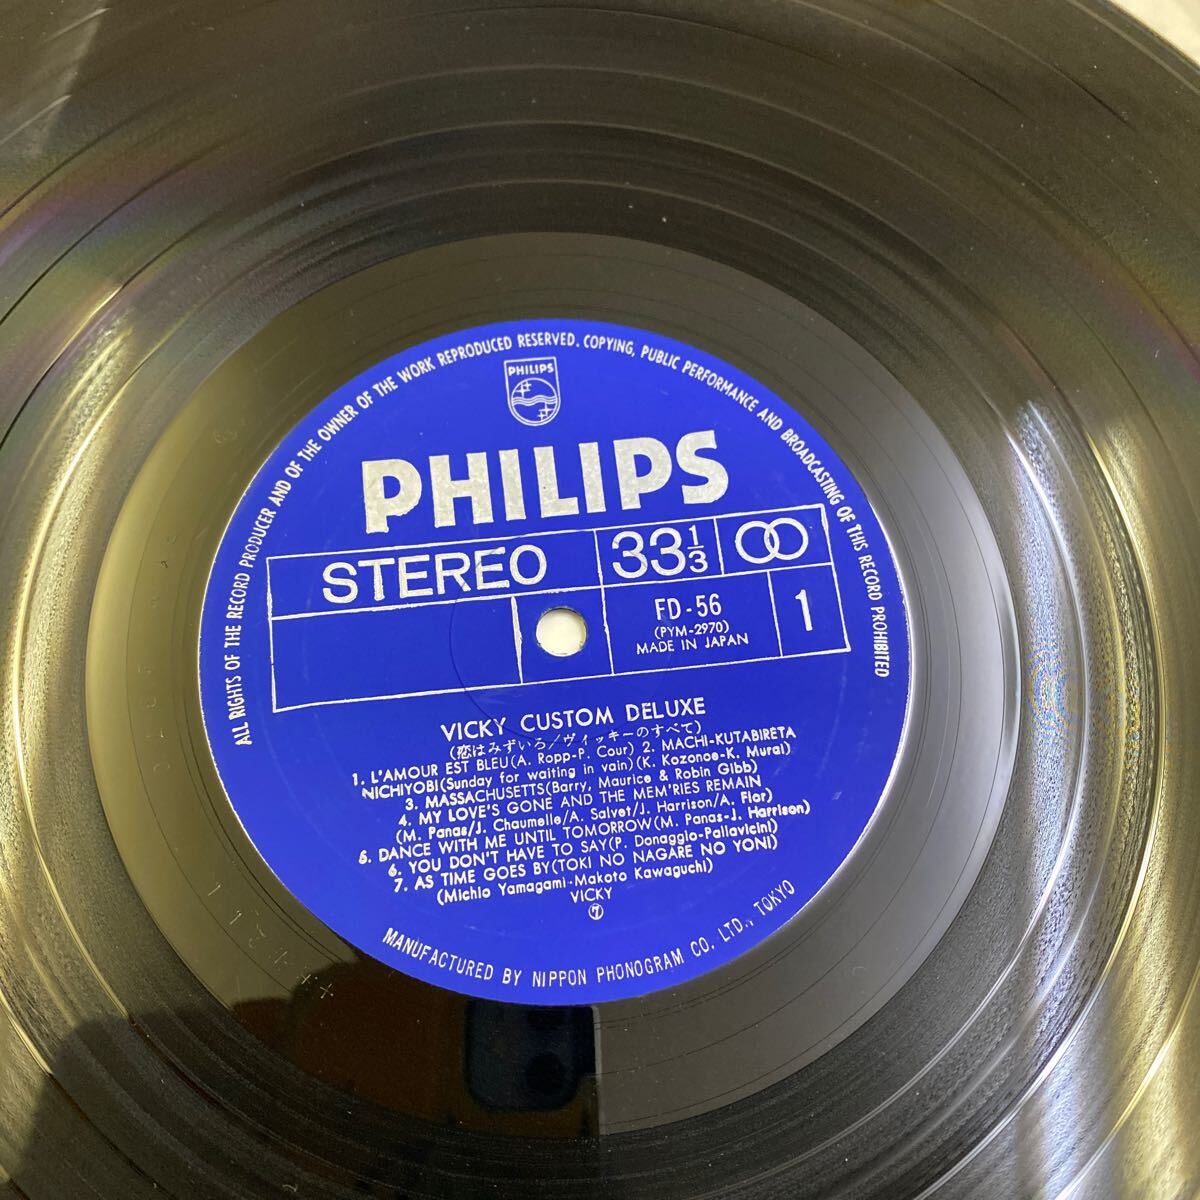 ALL RIGHTS OF THE RECORD PRODUCER AND OF THE OWNER OF THE WORK REPRODUCED RESERVED. COPYING, PUBLIC PERFORMANCE AND BROADCASTING OF THIS RECORD PROHIBITED
PHILIPS
PHILIPS
STEREO
33 1/3
FD-56
(PYM-2970)
MADE IN JAPAN
1
VICKY CUSTOM DELUXE
(恋はみずいろ/ヴィッキーのすべて)
1. L'AMOUR EST BLEU(A. Ropp-P. Cour) 2. MACHI-KUTABIRETA
NICHIYOBI(Sunday for waiting in vain)(K. Kozonoe-K. Murai)
3. MASSACHUSETTS(Barry, Maurice & Robin Gibb)
4. MY LOVE'S GONE AND THE MEM'RIES REMAIN
(M. Panas/J. Chaumelle/A. Salvet/J. Harrison/A. Flor)
5. DANCE WITH ME UNTIL TOMORROW(M. Panas-J. Harrison)
6. YOU DON'T HAVE TO SAY(P. Donaggio-Pallavicini)
7. AS TIME GOES BY(TOKI NO NAGARE NO YONI)
(Michio Yamagami-Makoto Kawaguchi)
VICKY
⑦
MANUFACTURED BY NIPPON PHONOGRAM CO. LTD., TOKYO